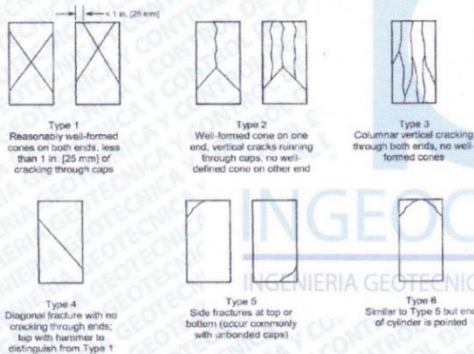 < 1 in. [25 mm]
Type 1
Reasonably well-formed
cones on both ends, less
than 1 in. [25 mm] of
cracking through caps
Type 2
Well-formed cone on one
end, vertical cracks running
through caps, no well-
defined cone on other end
Type 3
Columnar vertical cracking
through both ends, no well-
formed cones
Type 4
Diagonal fracture with no
cracking through ends;
tap with hammer to
distinguish from Type 1
Type 5
Side fractures at top or
bottom (occur commonly
with unbonded caps)
Type 6
Similar to Type 5 but end
of cylinder is pointed
INGEOC
INGENIERIA GEOTECNIC